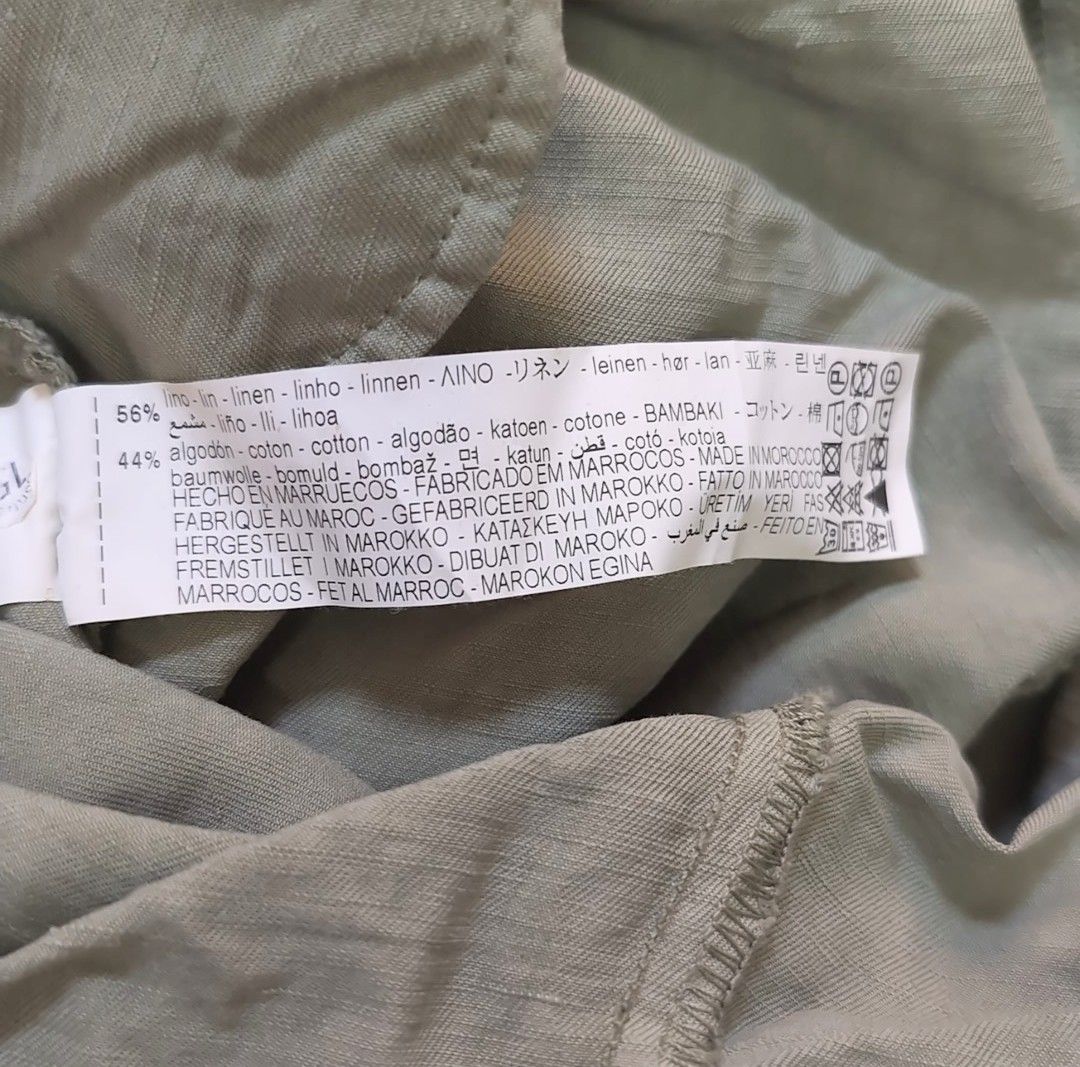 56% lino - lin - linen - linho - linnen - ΛΙΝΟ - リネン - leinen - hør - lan - 亚麻 - 린넨
مشمع - liño - lli - lihoa
44% algodón - coton - cotton - algodão - katoen - cotone - BAMBAKI - コットン - 棉
baumwolle - bomuld - bombaž - 면 - katun - قطن - cotó - kotoia
HECHO EN MARRUECOS - FABRICADO EM MARROCOS - MADE IN MOROCCO
FABRIQUÉ AU MAROC - GEFABRICEERD IN MAROKKO - FATTO IN MAROCCO
HERGESTELLT IN MAROKKO - ΚΑΤΑΣΚΕΥΗ ΜΑΡΟΚΟ - ÜRETİM YERİ FAS
FREMSTILLET I MAROKKO - DIBUAT DI MAROKO - صنع في المغرب - FEITO EN
MARROCOS - FET AL MARROC - MAROKON EGINA